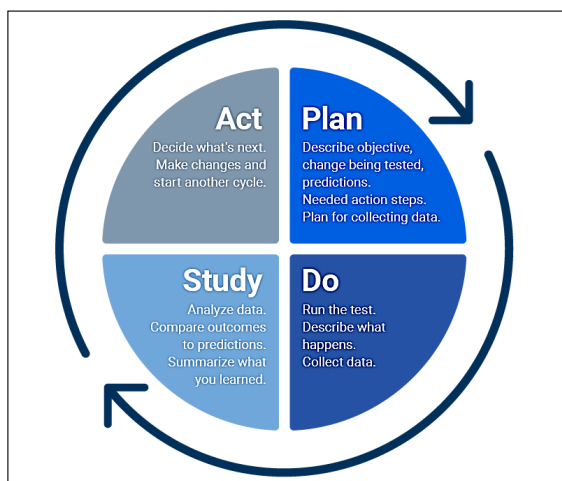 Act
Decide what's next.
Make changes and
start another cycle.
Plan
Describe objective,
change being tested,
predictions.
Needed action steps.
Plan for collecting data.
Study
Analyze data.
Compare outcomes
to predictions.
Summarize what
you learned.
Do
Run the test.
Describe what
happens.
Collect data.